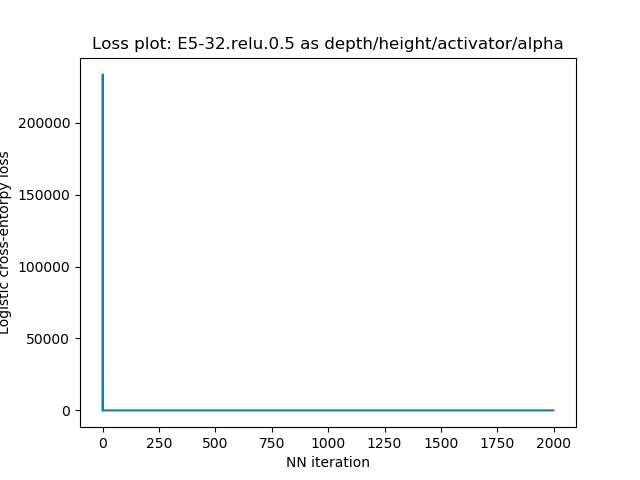 Loss plot: E5-32.relu.0.5 as depth/height/activator/alpha
Logistic cross-entorpy loss
200000
150000
100000
50000
0
0 250 500 750 1000 1250 1500 1750 2000
NN iteration